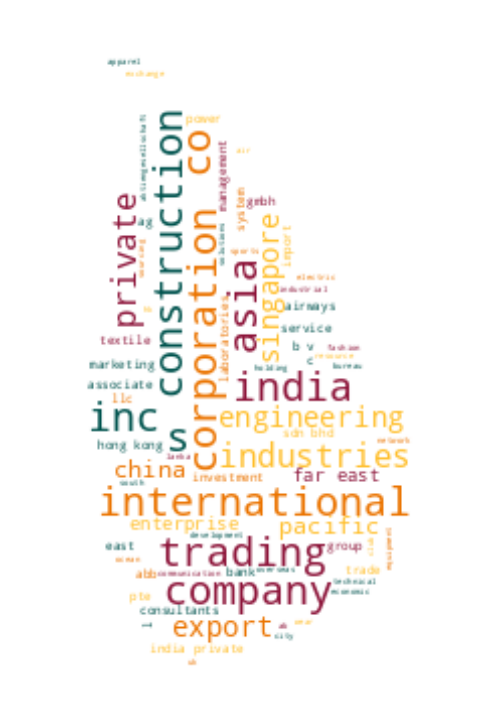 apparel
exchange
aktiengesellschaft
construction
co
power
air
management
private
ag
system
gmbh
corporation
singapore
import
asia
sports
electric
industrial
laboratories
airways
service
textile
b v
fashion
resource
c
marketing
holding
bureau
associate
india
llc
inc
engineering
s
sdn bhd
hong kong
network
lanka
industries
china
investment
far east
south
international
enterprise
pacific
development
east
trading
group
equipment
ocean
abb
communication
bank
overseas
trade
company
technical
economic
pte
consultants
export
city
india private